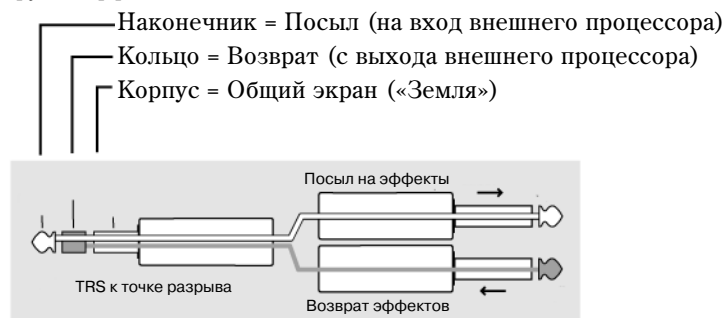 Наконечник = Посыл (на вход внешнего процессора)
Кольцо = Возврат (с выхода внешнего процессора)
Корпус = Общий экран («Земля»)
Посыл на эффекты
TRS к точке разрыва
Возврат эффектов